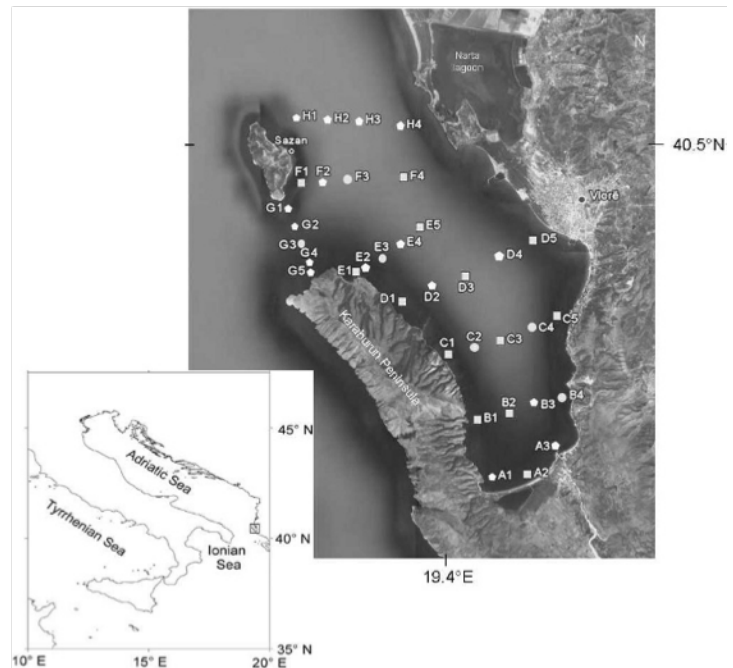 N
Narta
lagoon
H1 H2 H3 H4
Sazan
40.5°N
F1 F2 F3 F4
Vlorë
G1
G2
E5
D5
G3
E4
G4
E3
D4
G5
E2
E1
D3
D2
D1
Karaburun Peninsula
C5
C4
C3
C2
C1
B4
B3
B2
B1
A3
A1 A2
19.4°E
45° N
Adriatic Sea
Tyrrhenian Sea
Ionian
Sea
40° N
35° N
10° E 15° E 20° E